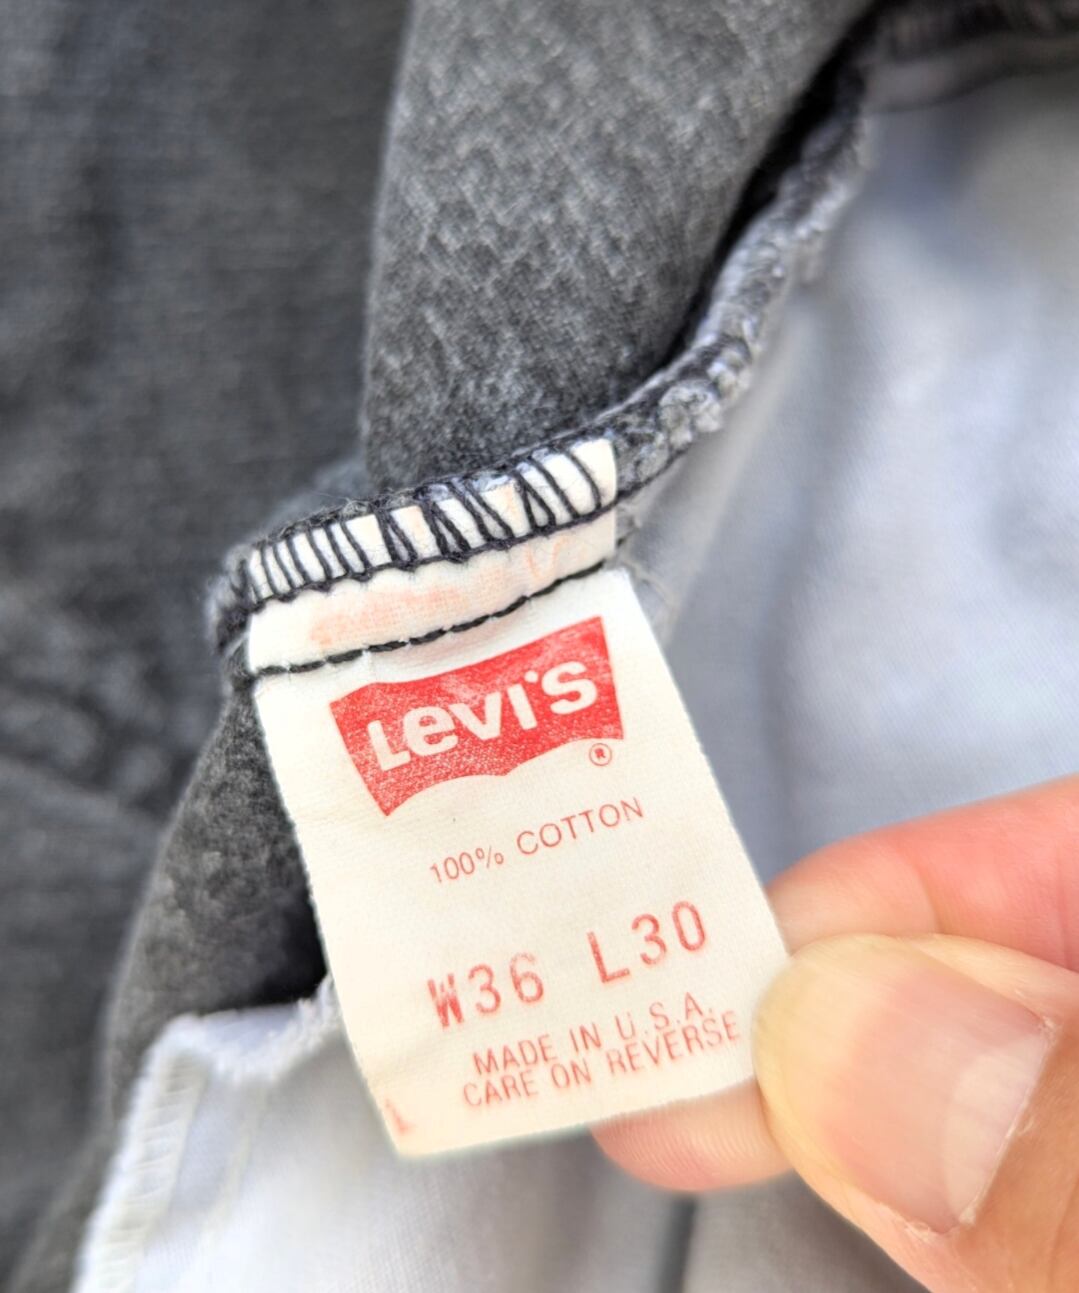 Levi's
®
100% COTTON
W36 L30
MADE IN U.S.A.
CARE ON REVERSE